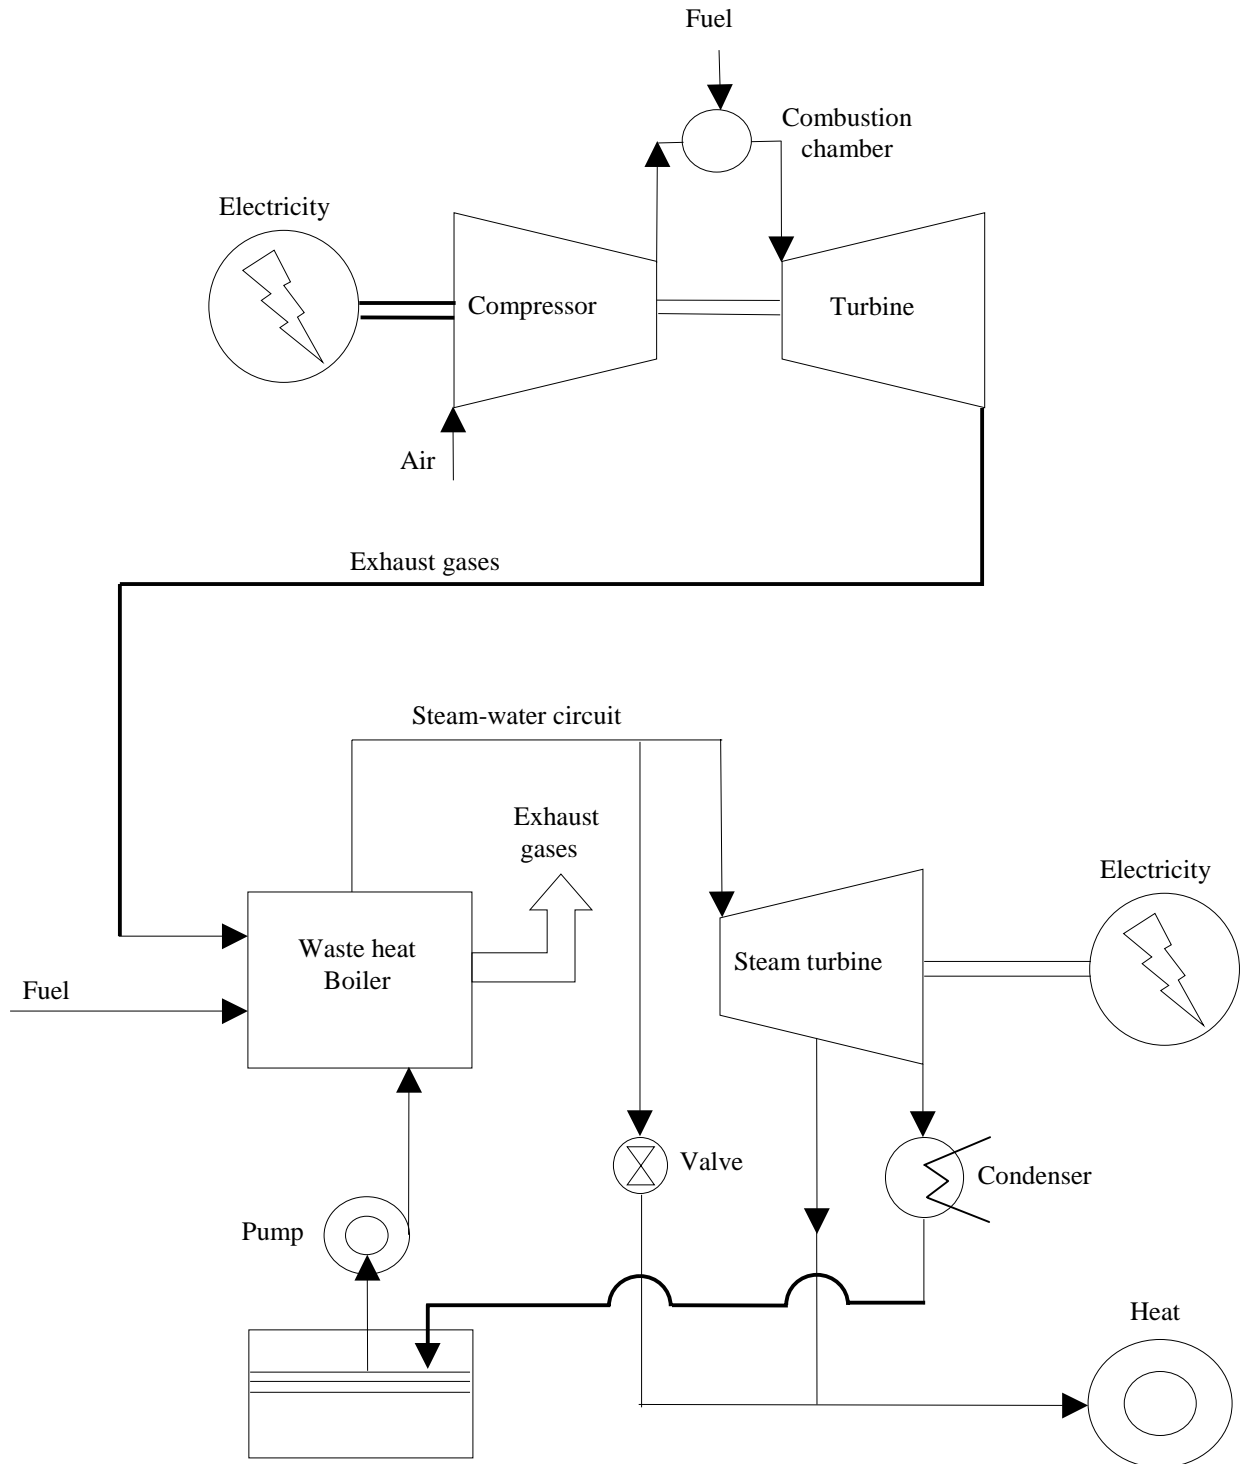 Fuel
Combustion
chamber
Electricity
Compressor
Turbine
Air
Exhaust gases
Steam-water circuit
Exhaust
gases
Electricity
Waste heat
Boiler
Steam turbine
Fuel
Valve
Condenser
Pump
Heat